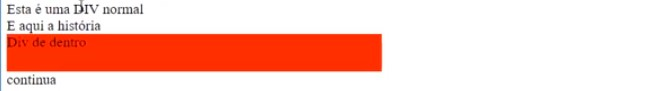 Esta é uma DIV normal
E aqui a história
Div de dentro
continua